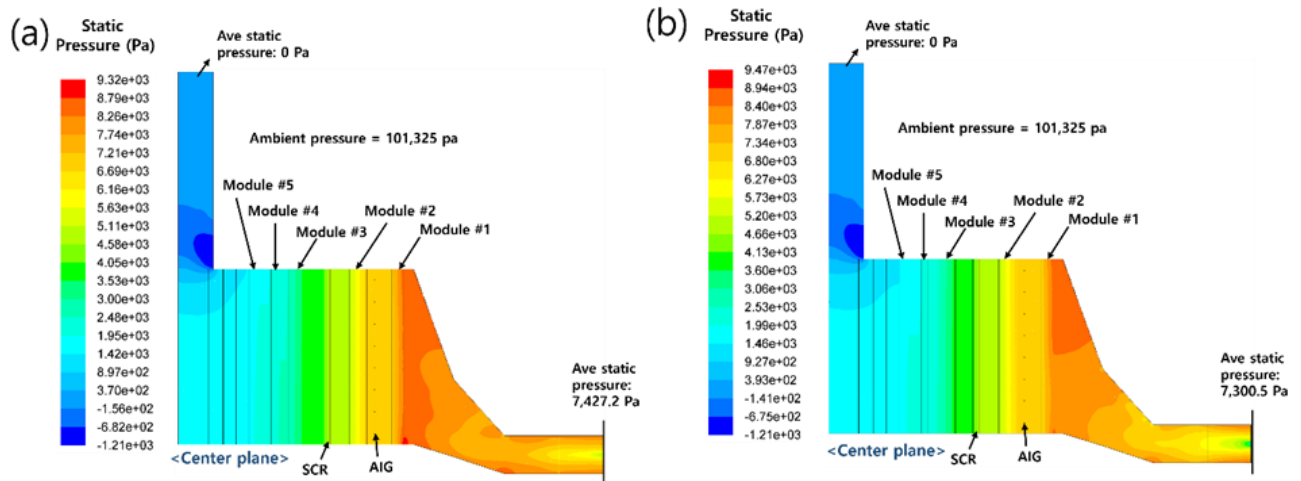 (a)
Static
Pressure (Pa)
9.32e+03
8.79e+03
8.26e+03
7.74e+03
7.21e+03
6.69e+03
6.16e+03
5.63e+03
5.11e+03
4.58e+03
4.05e+03
3.53e+03
3.00e+03
2.48e+03
1.95e+03
1.42e+03
8.97e+02
3.70e+02
-1.56e+02
-6.82e+02
-1.21e+03
Ave static
pressure: 0 Pa
Ambient pressure = 101,325 pa
Module #5
Module #4
Module #3
Module #2
Module #1
Ave static
pressure:
7,427.2 Pa
<Center plane>
SCR
AIG
(b)
Static
Pressure (Pa)
9.47e+03
8.94e+03
8.40e+03
7.87e+03
7.34e+03
6.80e+03
6.27e+03
5.73e+03
5.20e+03
4.66e+03
4.13e+03
3.60e+03
3.06e+03
2.53e+03
1.99e+03
1.46e+03
9.27e+02
3.93e+02
-1.41e+02
-6.75e+02
-1.21e+03
Ave static
pressure: 0 Pa
Ambient pressure = 101,325 pa
Module #5
Module #4
Module #3
Module #2
Module #1
Ave static
pressure:
7,300.5 Pa
<Center plane>
SCR
AIG